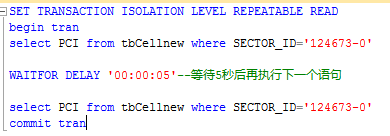 SET TRANSACTION ISOLATION LEVEL REPEATABLE READ
begin tran
select PCI from tbCellnew where SECTOR_ID='124673-0'
WAITFOR DELAY '00:00:05'--等待5秒后再执行下一个语句
select PCI from tbCellnew where SECTOR_ID='124673-0'
commit tran